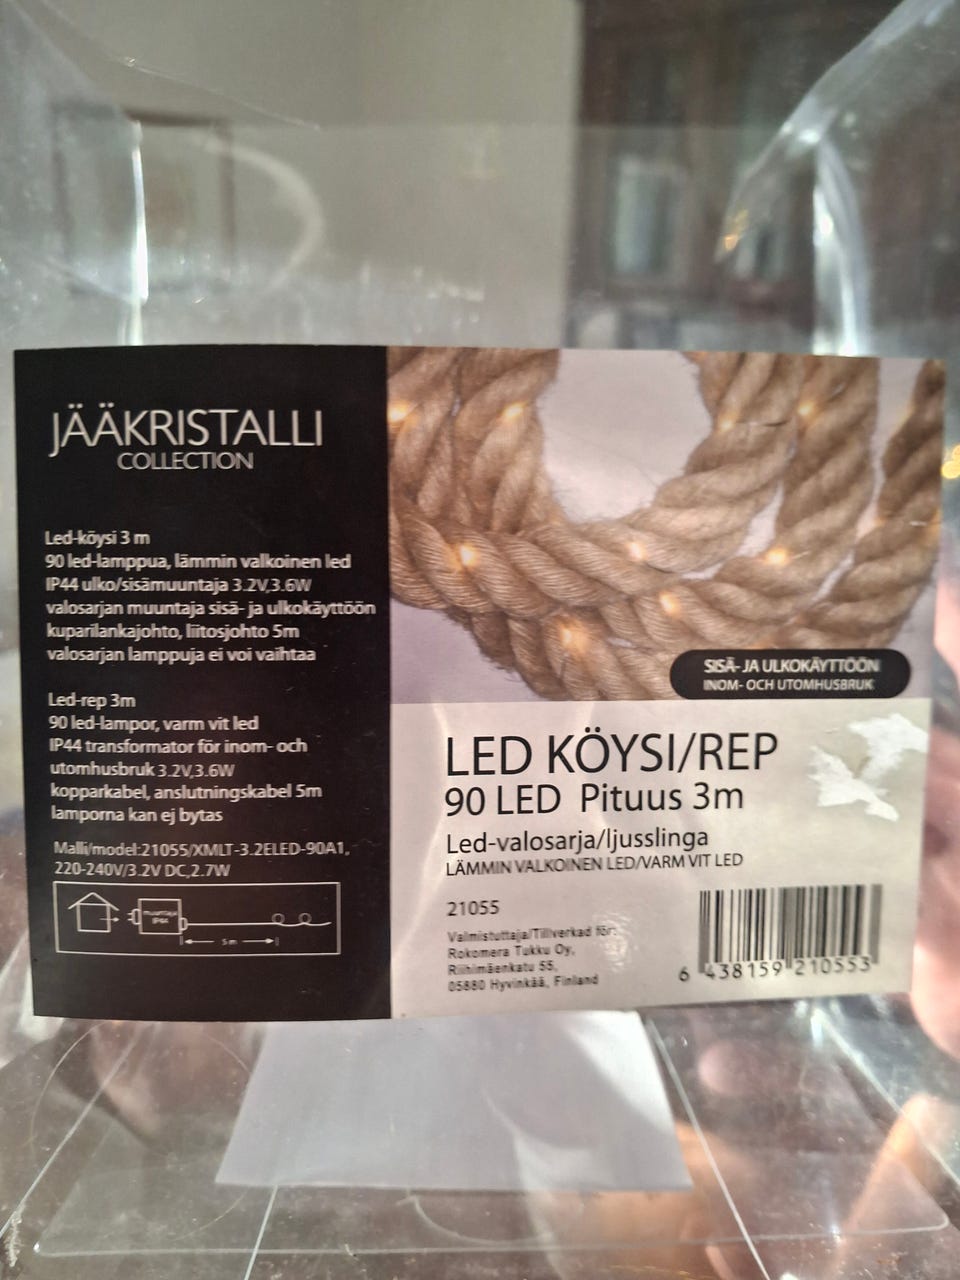 JÄÄKRISTALLI
COLLECTION
Led-köysi 3 m
90 led-lamppua, lämmin valkoinen led
IP44 ulko/sisämuuntaja 3.2V,3.6W
valosarjan muuntaja sisä- ja ulkokäyttöön
kuparilankajohto, liitosjohto 5m
valosarjan lamppuja ei voi vaihtaa
Led-rep 3m
90 led-lampor, varm vit led
IP44 transformator för inom- och
utomhusbruk 3.2V,3.6W
kopparkabel, anslutningskabel 5m
lamporna kan ej bytas
Malli/model:21055/XMLT-3.2ELED-90A1,
220-240V/3.2V DC,2.7W
muuntaja
IP44
5m
SISÄ- JA ULKOKÄYTTÖÖN
INOM- OCH UTOMHUSBRUK
LED KÖYSI/REP
90 LED Pituus 3m
Led-valosarja/ljusslinga
LÄMMIN VALKOINEN LED/VARM VIT LED
21055
Valmistuttaja/Tillverkad för:
Rokomera Tukku Oy,
Riihimäenkatu 55,
05880 Hyvinkää, Finland
6 438159 210553